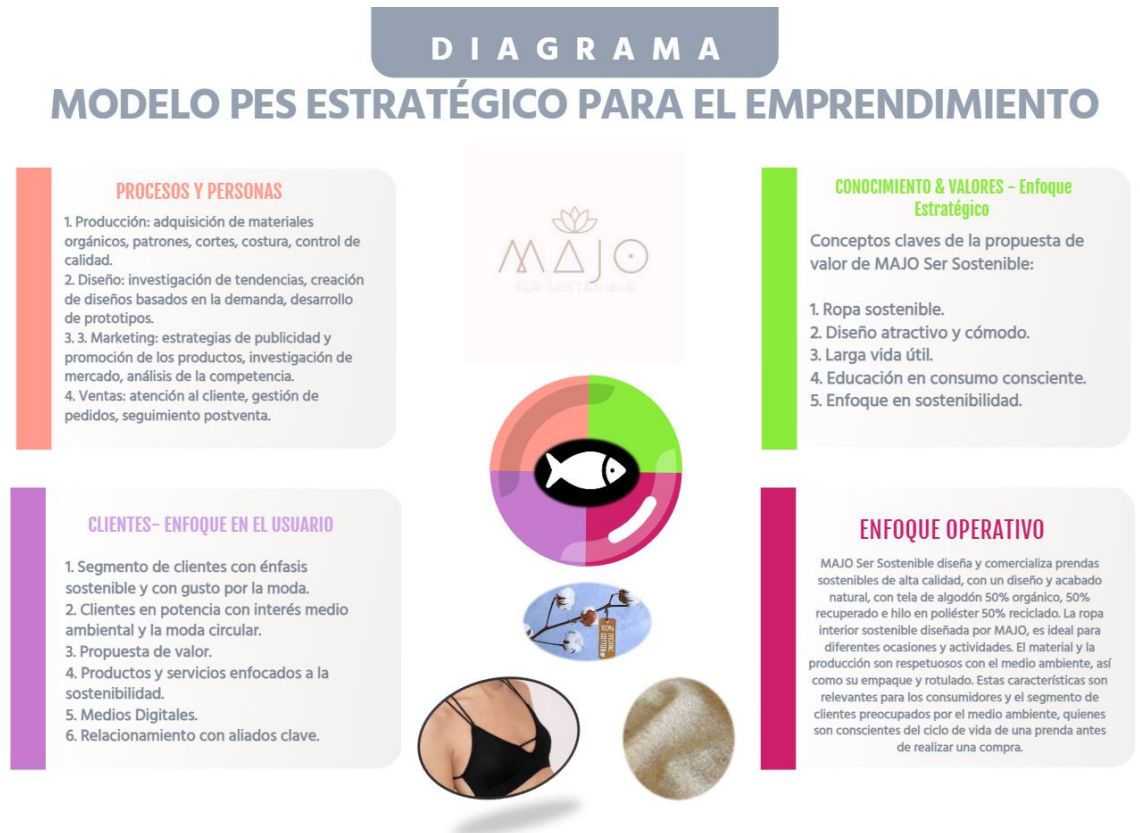 DIAGRAMA
MODELO PES ESTRATÉGICO PARA EL EMPRENDIMIENTO
PROCESOS Y PERSONAS
1. Producción: adquisición de materiales
orgánicos, patrones, cortes, costura, control de
calidad.
2. Diseño: investigación de tendencias, creación
de diseños basados en la demanda, desarrollo
de prototipos.
3. 3. Marketing: estrategias de publicidad y
promoción de los productos, investigación de
mercado, análisis de la competencia.
4. Ventas: atención al cliente, gestión de
pedidos, seguimiento postventa.
MAJO
SER SOSTENIBLE
CONOCIMIENTO & VALORES - Enfoque
Estratégico
Conceptos claves de la propuesta de
valor de MAJO Ser Sostenible:
1. Ropa sostenible.
2. Diseño atractivo y cómodo.
3. Larga vida útil.
4. Educación en consumo consciente.
5. Enfoque en sostenibilidad.
CLIENTES- ENFOQUE EN EL USUARIO
1. Segmento de clientes con énfasis
sostenible y con gusto por la moda.
2. Clientes en potencia con interés medio
ambiental y la moda circular.
3. Propuesta de valor.
4. Productos y servicios enfocados a la
sostenibilidad.
5. Medios Digitales.
6. Relacionamiento con aliados clave.
100%
ORGANIC
COTTON
ENFOQUE OPERATIVO
MAJO Ser Sostenible diseña y comercializa prendas
sostenibles de alta calidad, con un diseño y acabado
natural, con tela de algodón 50% orgánico, 50%
recuperado e hilo en poliéster 50% reciclado. La ropa
interior sostenible diseñada por MAJO, es ideal para
diferentes ocasiones y actividades. El material y la
producción son respetuosos con el medio ambiente, así
como su empaque y rotulado. Estas características son
relevantes para los consumidores y el segmento de
clientes preocupados por el medio ambiente, quienes
son conscientes del ciclo de vida de una prenda antes
de realizar una compra.